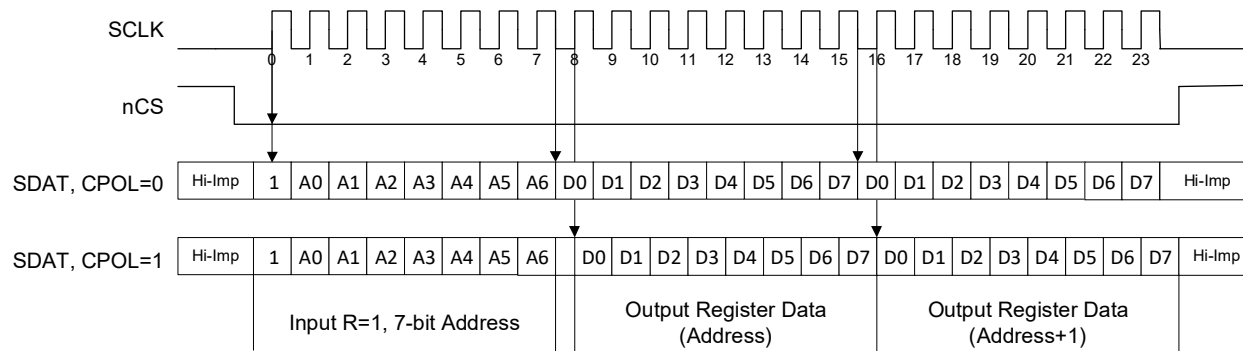 SCLK
0 1 2 3 4 5 6 7 8 9 10 11 12 13 14 15 16 17 18 19 20 21 22 23
nCS
SDAT, CPOL=0 Hi-Imp 1 A0 A1 A2 A3 A4 A5 A6 D0 D1 D2 D3 D4 D5 D6 D7 D0 D1 D2 D3 D4 D5 D6 D7 Hi-Imp
SDAT, CPOL=1 Hi-Imp 1 A0 A1 A2 A3 A4 A5 A6 D0 D1 D2 D3 D4 D5 D6 D7 D0 D1 D2 D3 D4 D5 D6 D7 Hi-Imp
Input R=1, 7-bit Address
Output Register Data
(Address)
Output Register Data
(Address+1)